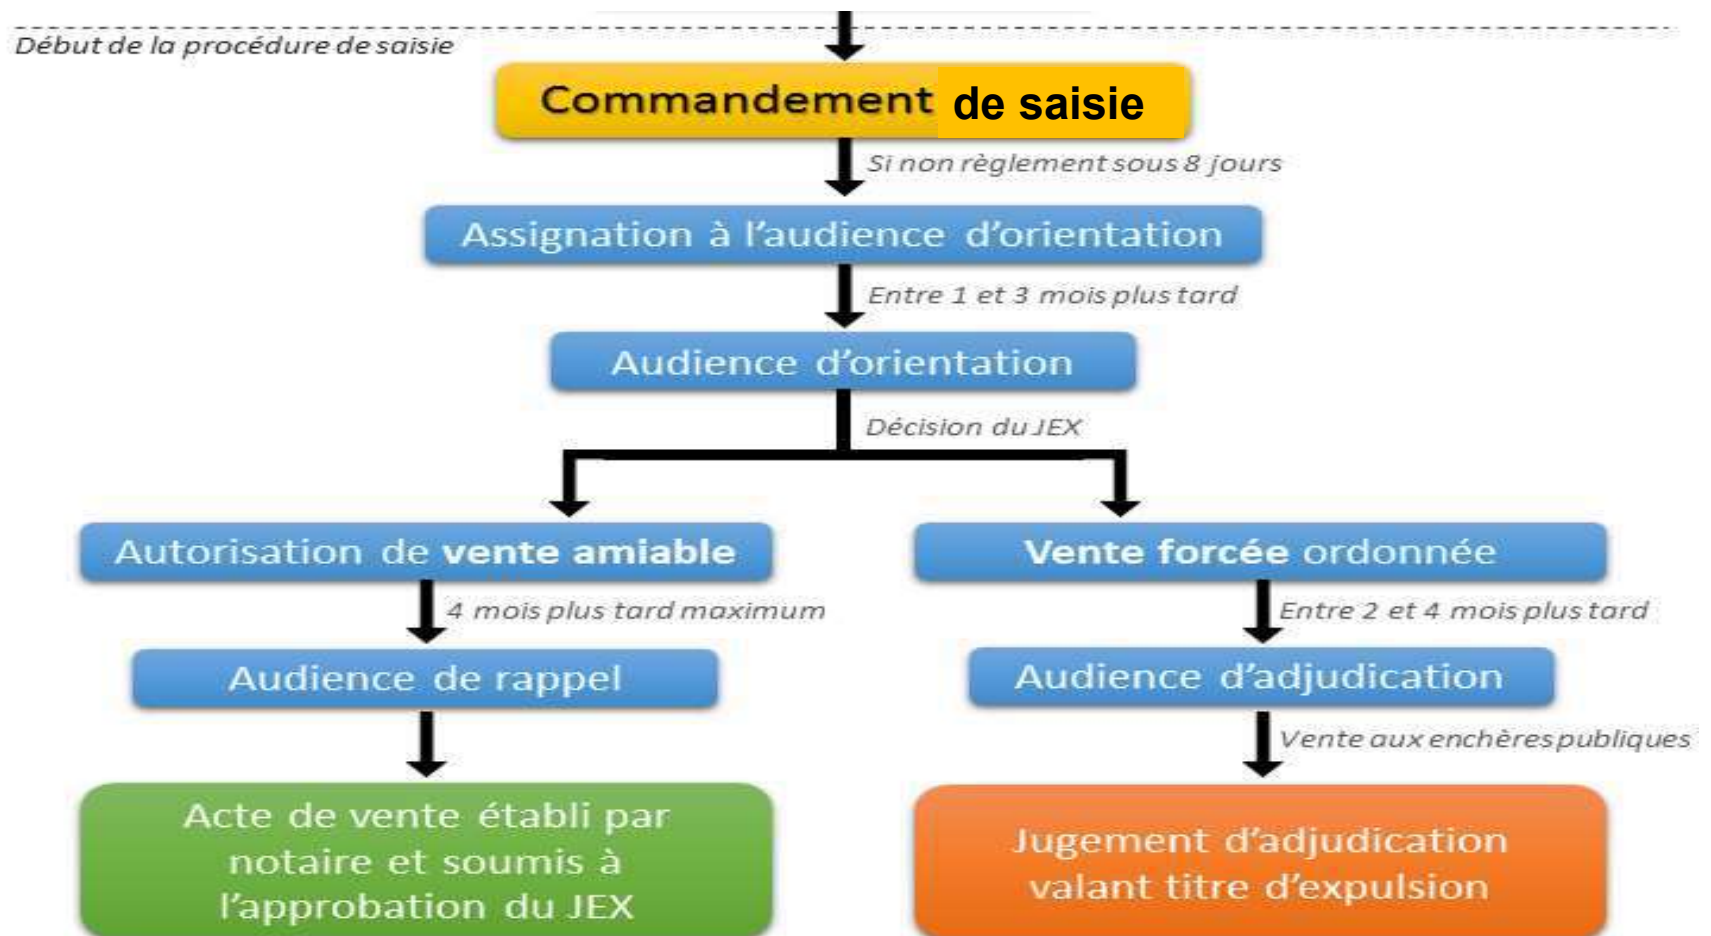 Début de la procédure de saisie
Commandement de saisie
Si non règlement sous 8 jours
Assignation à l'audience d'orientation
Entre 1 et 3 mois plus tard
Audience d'orientation
Décision du JEX
Autorisation de vente amiable
Vente forcée ordonnée
4 mois plus tard maximum
Entre 2 et 4 mois plus tard
Audience de rappel
Audience d'adjudication
Vente aux enchères publiques
Acte de vente établi par
notaire et soumis à
l'approbation du JEX
Jugement d'adjudication
valant titre d'expulsion